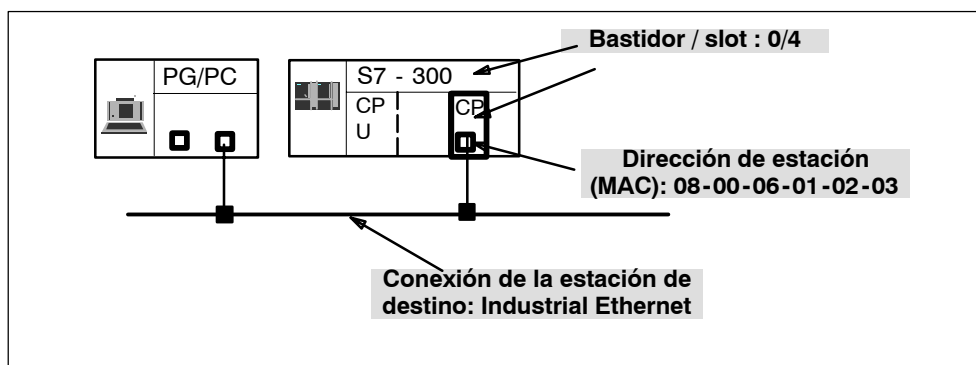 Bastidor / slot : 0/4
PG/PC
S7 - 300
CP
U
CP
Dirección de estación
(MAC): 08-00-06-01-02-03
Conexión de la estación de
destino: Industrial Ethernet